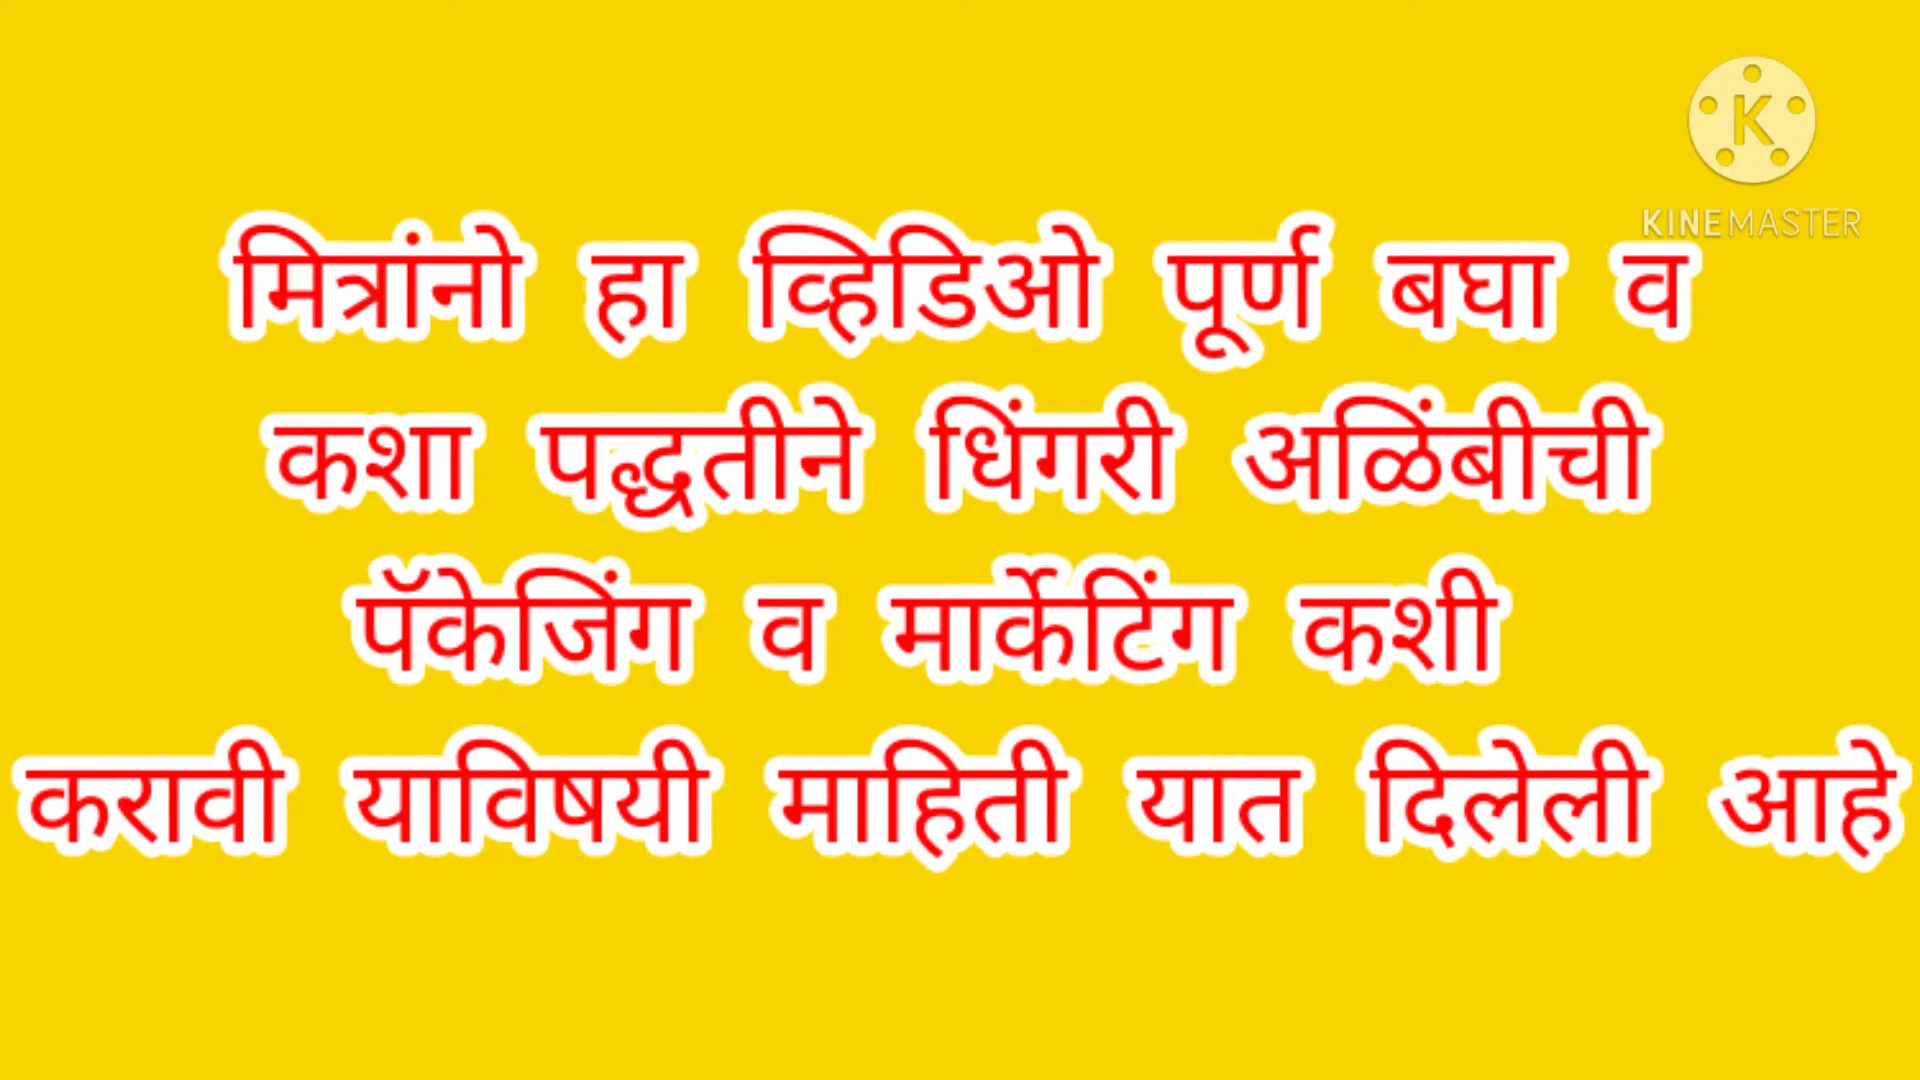 KINEMASTER
मित्रांनो हा व्हिडिओ पूर्ण बघा व
कशा पद्धतीने धिंगरी अळिंबीची
पॅकेजिंग व मार्केटिंग कशी
करावी याविषयी माहिती यात दिलेली आहे